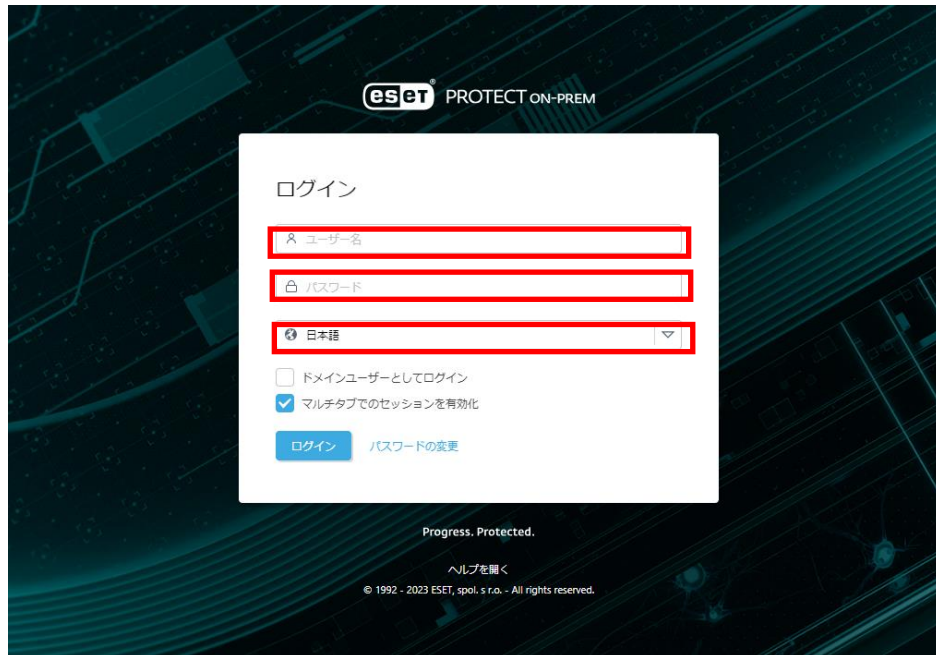 eset® PROTECT ON-PREM
ログイン
ユーザー名
パスワード
日本語
ドメインユーザーとしてログイン
マルチタブでのセッションを有効化
ログイン パスワードの変更
Progress. Protected.
ヘルプを開く
© 1992 - 2023 ESET, spol. s r.o. - All rights reserved.